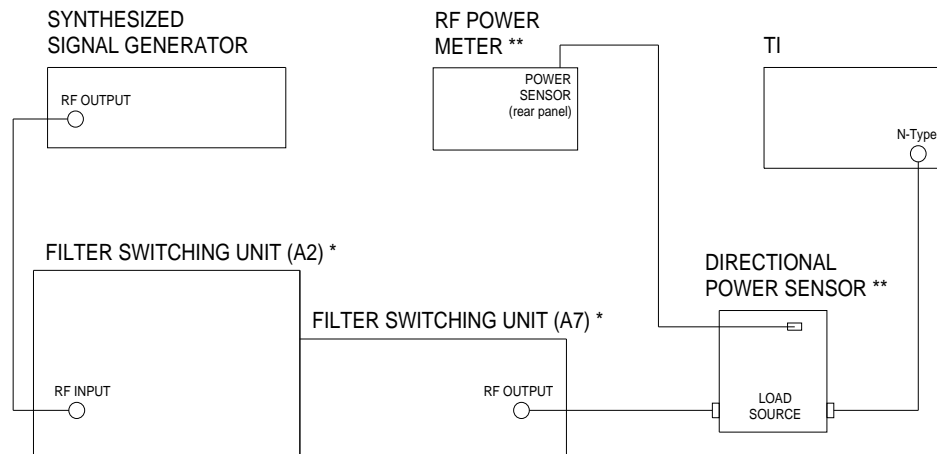 SYNTHESIZED
SIGNAL GENERATOR
RF OUTPUT
RF POWER
METER **
POWER
SENSOR
(rear panel)
TI
N-Type
FILTER SWITCHING UNIT (A2) *
RF INPUT
FILTER SWITCHING UNIT (A7) *
RF OUTPUT
DIRECTIONAL
POWER SENSOR **
LOAD
SOURCE